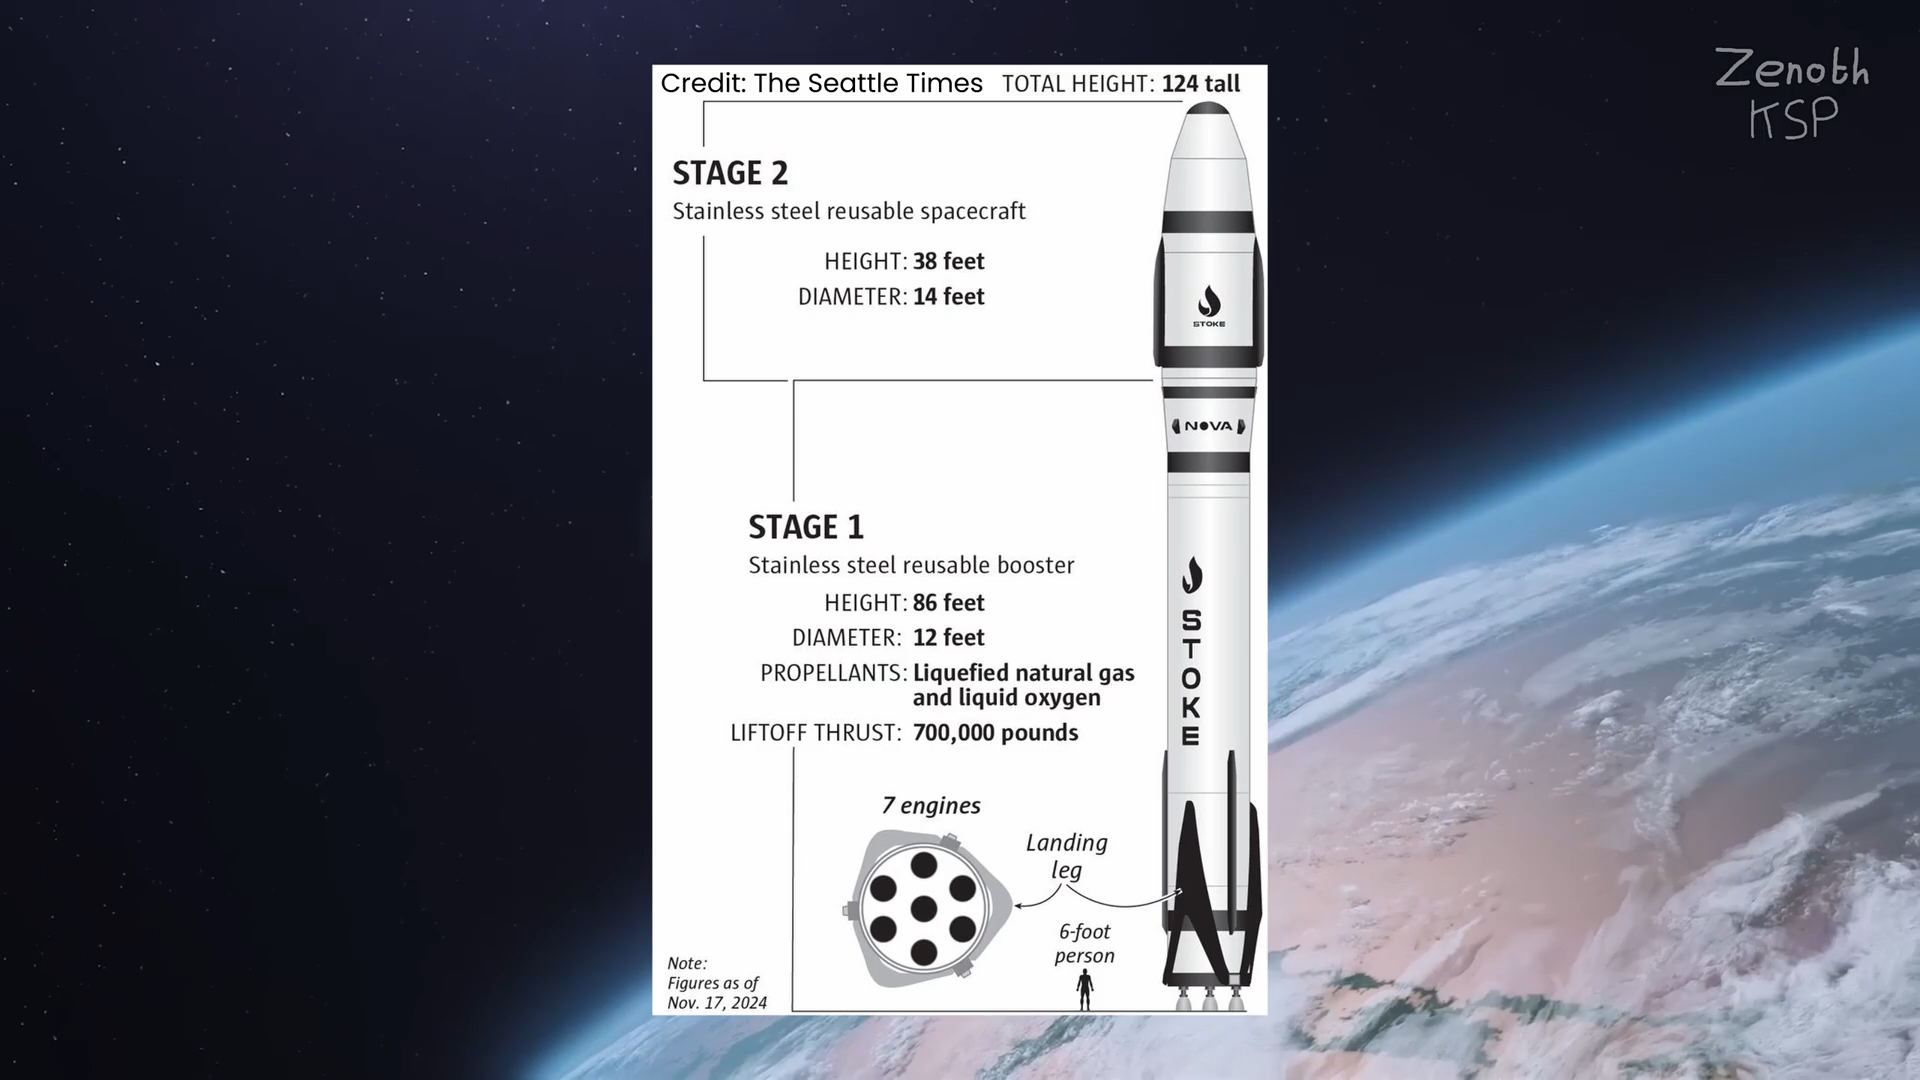 Credit: The Seattle Times
TOTAL HEIGHT: 124 tall
Zenoth
KSP
STAGE 2
Stainless steel reusable spacecraft
HEIGHT: 38 feet
DIAMETER: 14 feet
STOKE
NOVA
STAGE 1
Stainless steel reusable booster
HEIGHT: 86 feet
DIAMETER: 12 feet
PROPELLANTS: Liquefied natural gas
and liquid oxygen
LIFTOFF THRUST: 700,000 pounds
STOKE
7 engines
Landing
leg
6-foot
person
Note:
Figures as of
Nov. 17, 2024